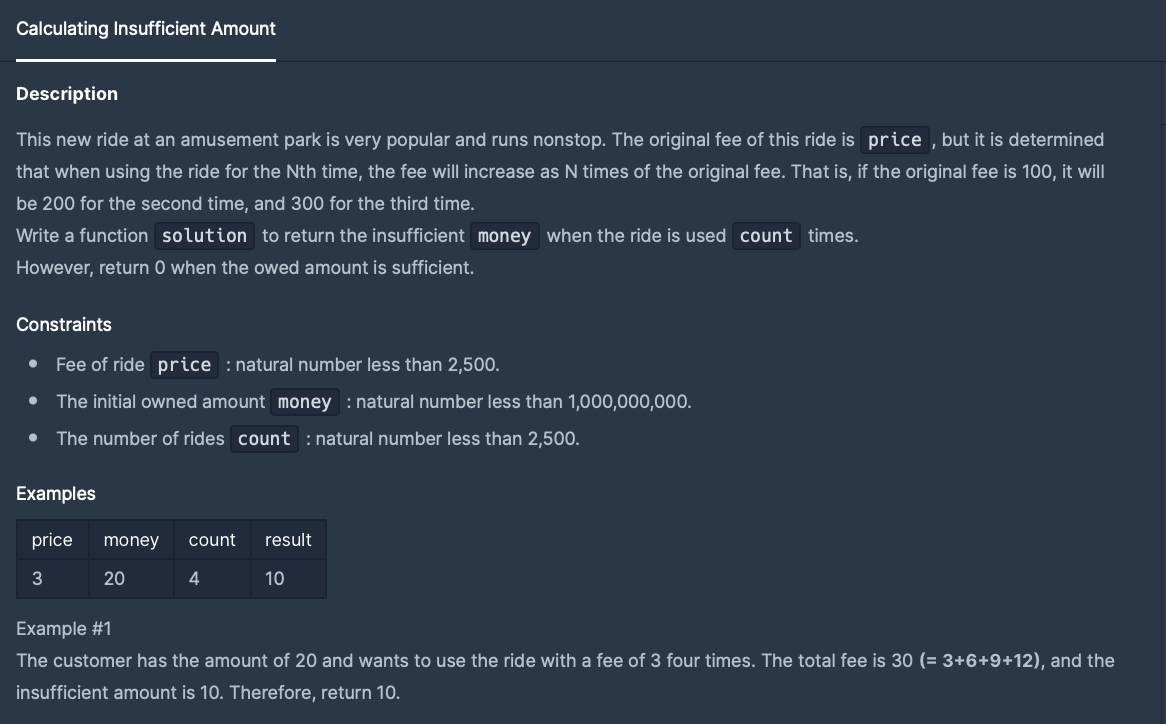 Calculating Insufficient Amount
Description
This new ride at an amusement park is very popular and runs nonstop. The original fee of this ride is price , but it is determined
that when using the ride for the Nth time, the fee will increase as N times of the original fee. That is, if the original fee is 100, it will
be 200 for the second time, and 300 for the third time.
Write a function solution to return the insufficient money when the ride is used count times.
However, return 0 when the owed amount is sufficient.
Constraints
• Fee of ride price : natural number less than 2,500.
• The initial owned amount money : natural number less than 1,000,000,000.
• The number of rides count : natural number less than 2,500.
Examples
price money count result
3 20 4 10
Example #1
The customer has the amount of 20 and wants to use the ride with a fee of 3 four times. The total fee is 30 (= 3+6+9+12), and the
insufficient amount is 10. Therefore, return 10.